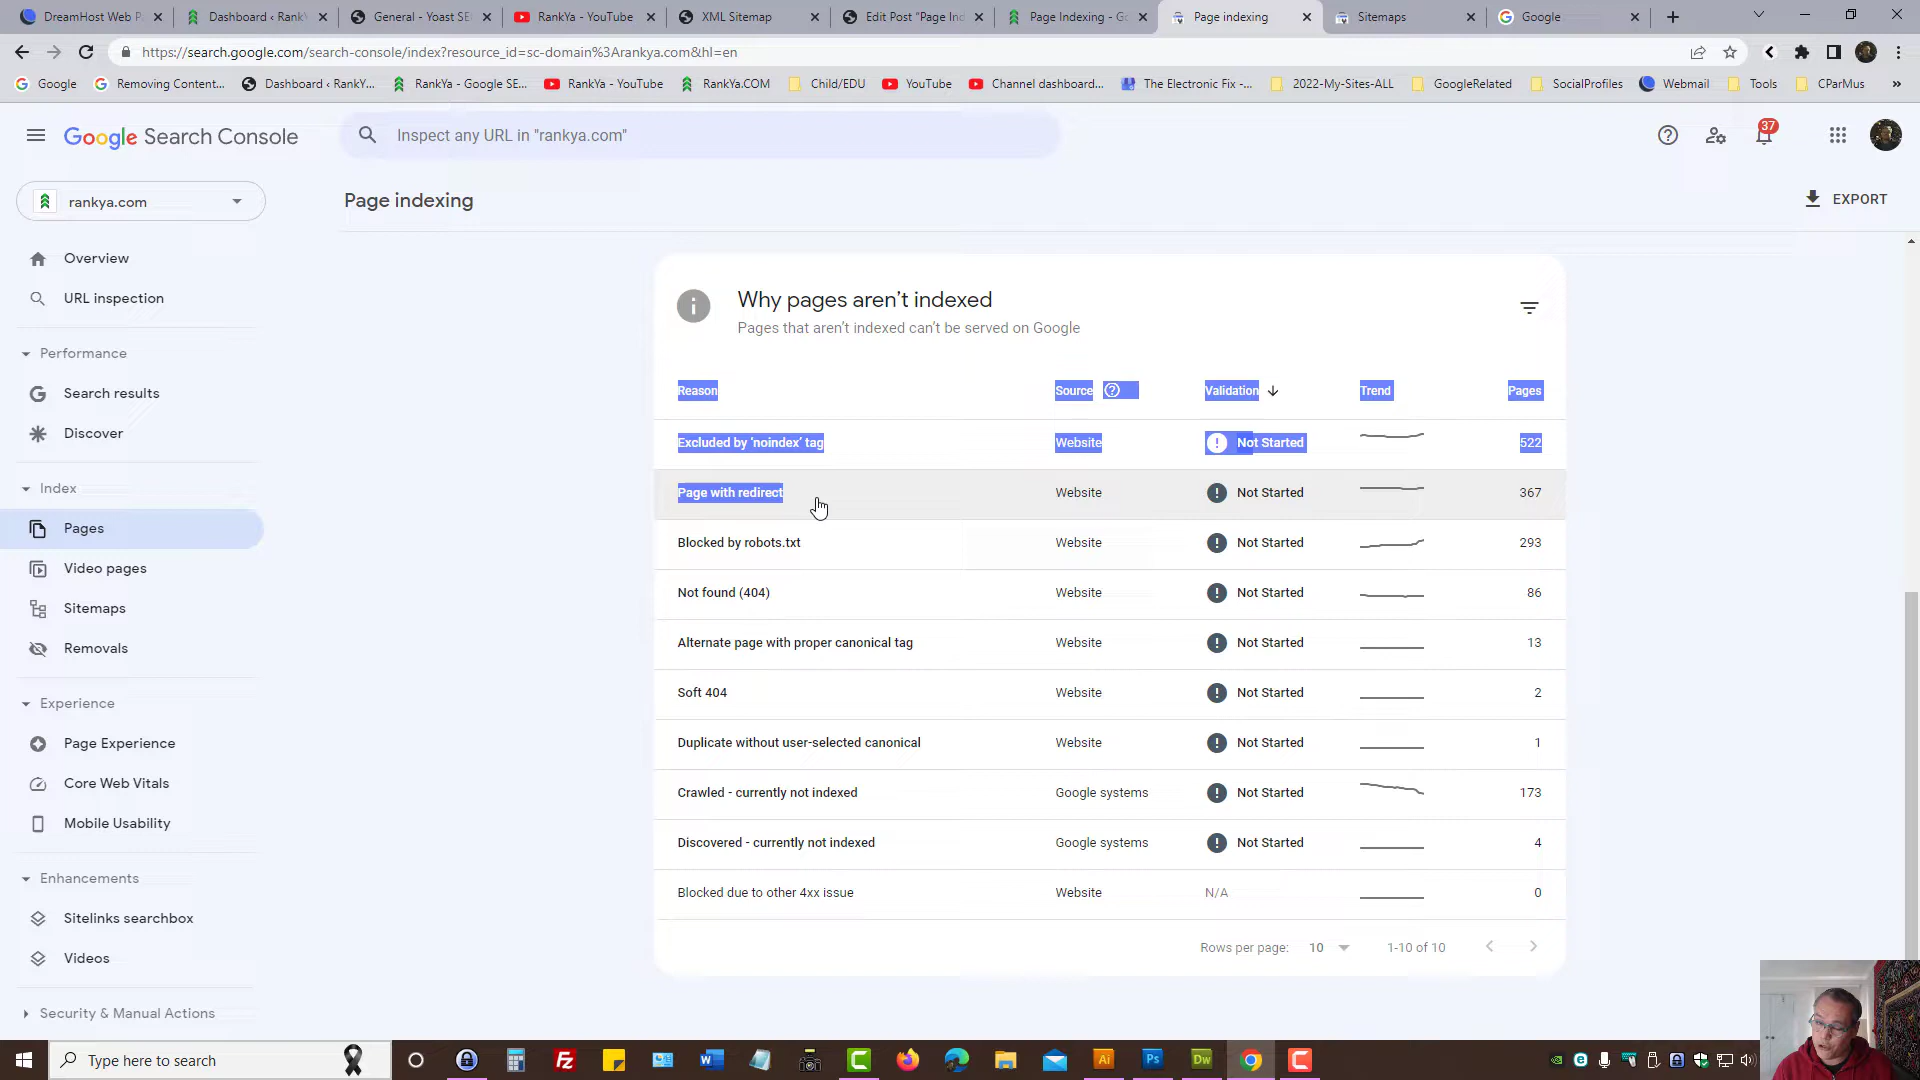 DreamHost Web P
Dashboard ‹ Rank
General - Yoast SE
RankYa - YouTube
XML Sitemap
Edit Post "Page Ind
Page Indexing - G
Page indexing
Sitemaps
Google
https://search.google.com/search-console/index?resource_id=sc-domain%3Arankya.com&hl=en
Google
Removing Content...
Dashboard ‹ RankY...
RankYa - Google SE...
RankYa - YouTube
RankYa.COM
Child/EDU
YouTube
Channel dashboard...
The Electronic Fix -...
2022-My-Sites-ALL
GoogleRelated
SocialProfiles
Webmail
Tools
CParMus
»
Google Search Console
Inspect any URL in "rankya.com"
37
rankya.com
Page indexing
EXPORT
Overview
URL inspection
Performance
Search results
Discover
Index
Pages
Video pages
Sitemaps
Removals
Experience
Page Experience
Core Web Vitals
Mobile Usability
Enhancements
Sitelinks searchbox
Videos
Security & Manual Actions
Why pages aren't indexed
Pages that aren't indexed can't be served on Google
Reason Source Validation Trend Pages
Excluded by 'noindex' tag Website Not Started 522
Page with redirect Website Not Started 367
Blocked by robots.txt Website Not Started 293
Not found (404) Website Not Started 86
Alternate page with proper canonical tag Website Not Started 13
Soft 404 Website Not Started 2
Duplicate without user-selected canonical Website Not Started 1
Crawled - currently not indexed Google systems Not Started 173
Discovered - currently not indexed Google systems Not Started 4
Blocked due to other 4xx issue Website N/A 0
Rows per page: 10 1-10 of 10
Type here to search